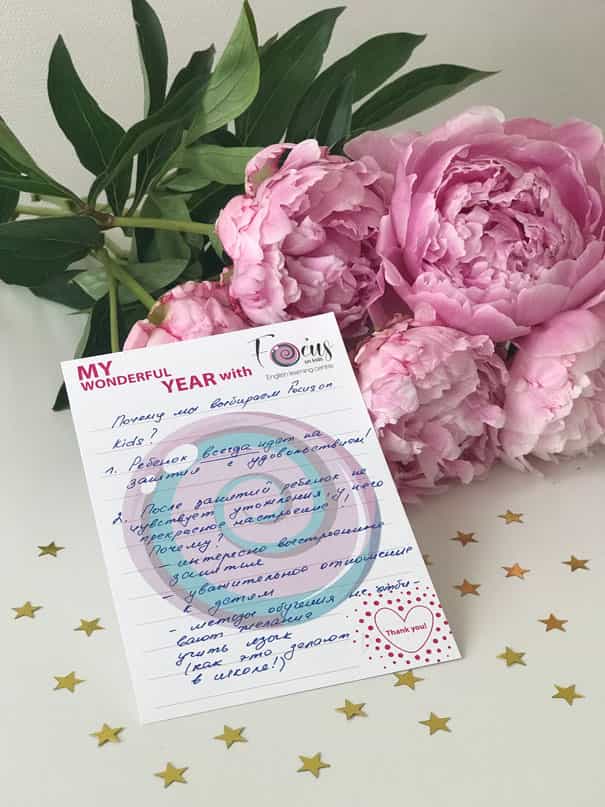 MY
WONDERFUL
YEAR with
Focus
on kids
English learning centre
Почему мы выбираем Focus on
kids?
1. Ребенок всегда идет на
занятия с удовольствием!
2. После занятий ребенок не
чувствует утомления! У него
прекрасное настроение!
Почему?
- интересно выстроенные
занятия
- уважительное отношение
к детям
- методы обучения не отби-
вают желания
учить язык
(как это делают
в школе!)
Thank you!